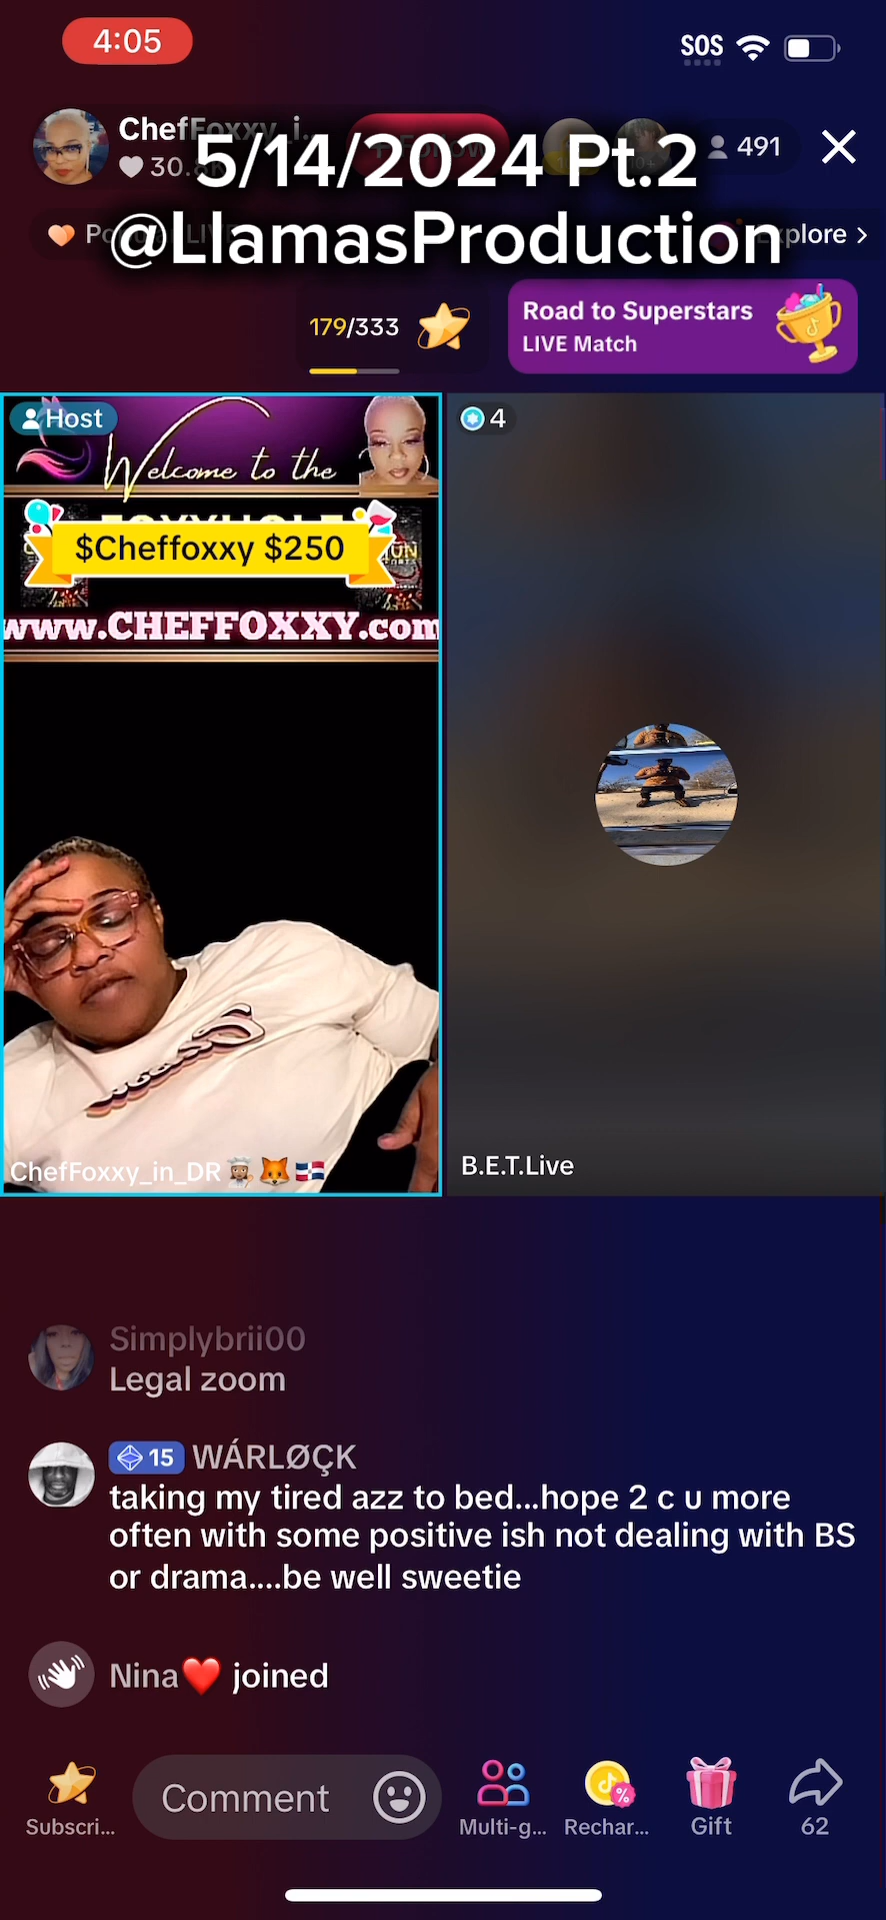 4:05
SOS
ChefFoxxy_i...
30.
491
5/14/2024 Pt.2
@LlamasProduction
Explore >
179/333
Road to Superstars
LIVE Match
Host
Welcome to the
$Cheffoxxy $250
www.CHEFFOXXY.com
ChefFoxxy_in_DR
4
B.E.T.Live
Simplybrii00
Legal zoom
15 WÁRLØÇK
taking my tired azz to bed...hope 2 c u more
often with some positive ish not dealing with BS
or drama....be well sweetie
Nina❤️ joined
Subscri...
Comment
Multi-g...
Rechar...
Gift
62